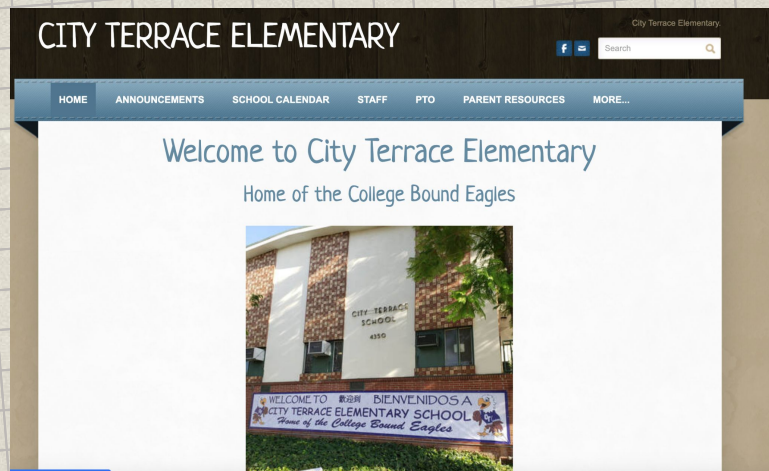 CITY TERRACE ELEMENTARY
City Terrace Elementary.
Search
HOME ANNOUNCEMENTS SCHOOL CALENDAR STAFF PTO PARENT RESOURCES MORE...
Welcome to City Terrace Elementary
Home of the College Bound Eagles
CITY TERRACE
SCHOOL
4350
WELCOME TO 歡迎到 BIENVENIDOS A
CITY TERRACE ELEMENTARY SCHOOL
Home of the College Bound Eagles